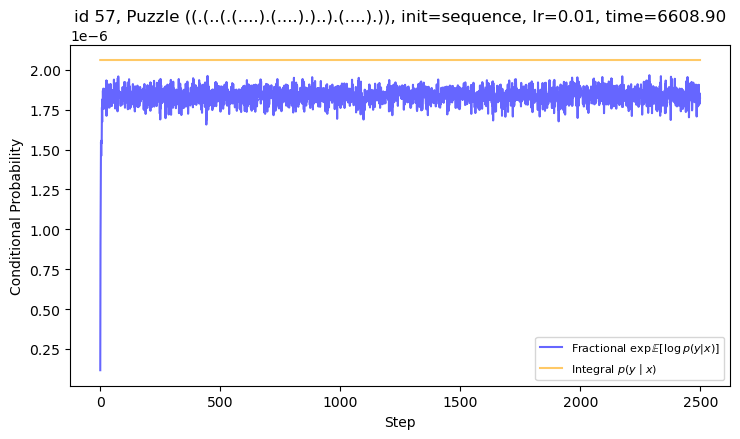 id 57, Puzzle ((.(..(.(....).(....).)..).(....).)), init=sequence, lr=0.01, time=6608.90
1e−6
2.00
1.75
1.50
1.25
1.00
0.75
0.50
0.25
Conditional Probability
0
500
1000
1500
2000
2500
Step
Fractional exp𝔼[log p(y|x)]
Integral p(y | x)